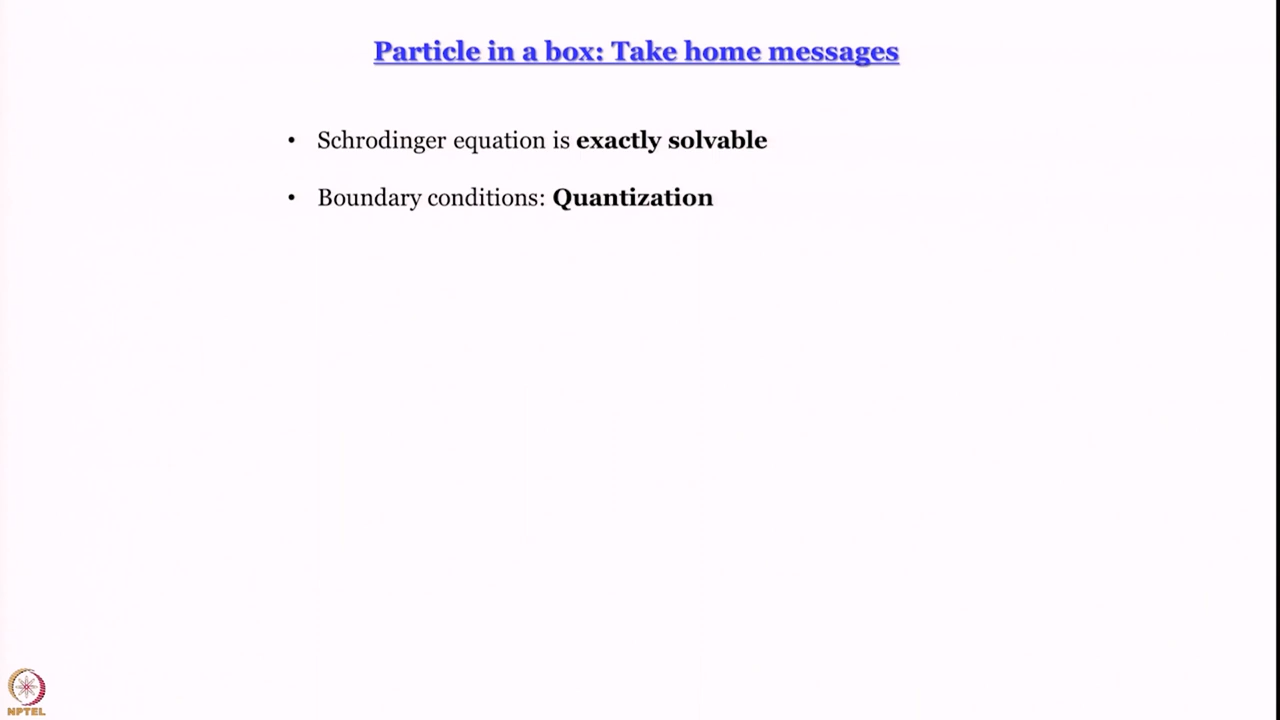 Particle in a box: Take home messages
• Schrodinger equation is exactly solvable
• Boundary conditions: Quantization
NPTEL